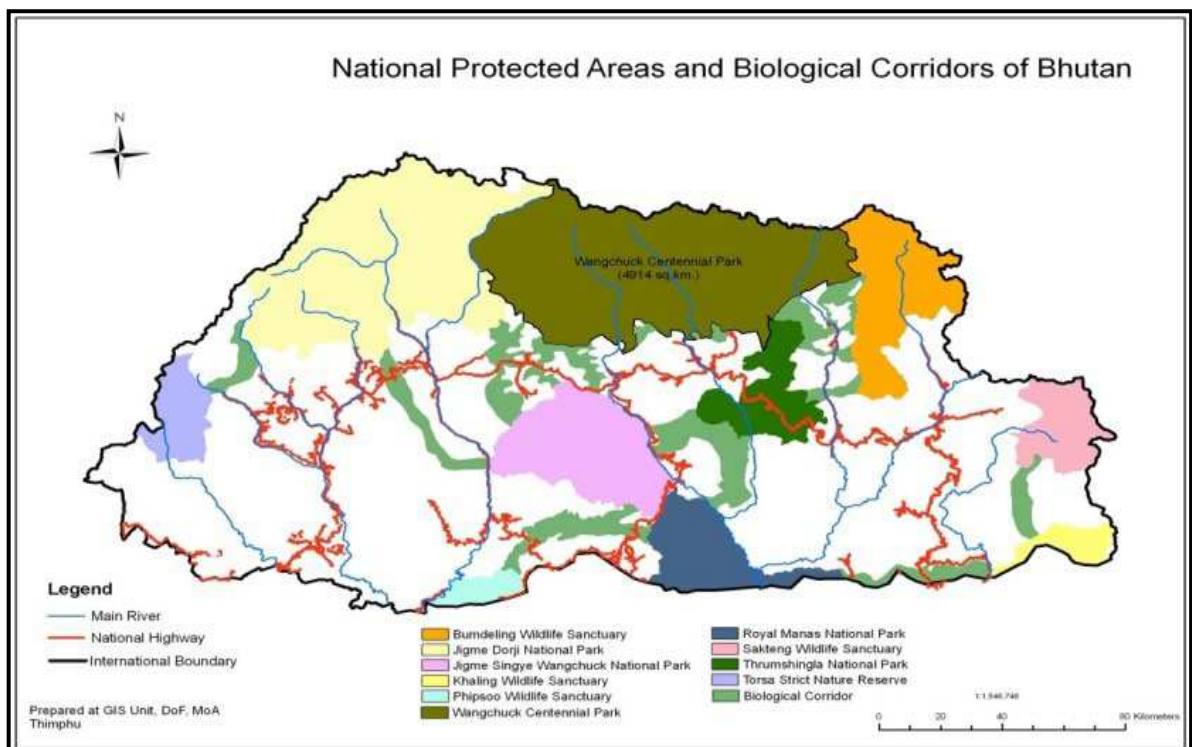 National Protected Areas and Biological Corridors of Bhutan
N
Wangchuck Centennial Park
(4914 sq km.)
Legend
Main River
National Highway
International Boundary
Bumdeling Wildlife Sanctuary
Jigme Dorji National Park
Jigme Singye Wangchuck National Park
Khaling Wildlife Sanctuary
Phipsoo Wildlife Sanctuary
Wangchuck Centennial Park
Royal Manas National Park
Sakteng Wildlife Sanctuary
Thrumshingla National Park
Torsa Strict Nature Reserve
Biological Corridor
Prepared at GIS Unit, DoF, MoA
Thimphu
0 20 40 60 80 Kilometers